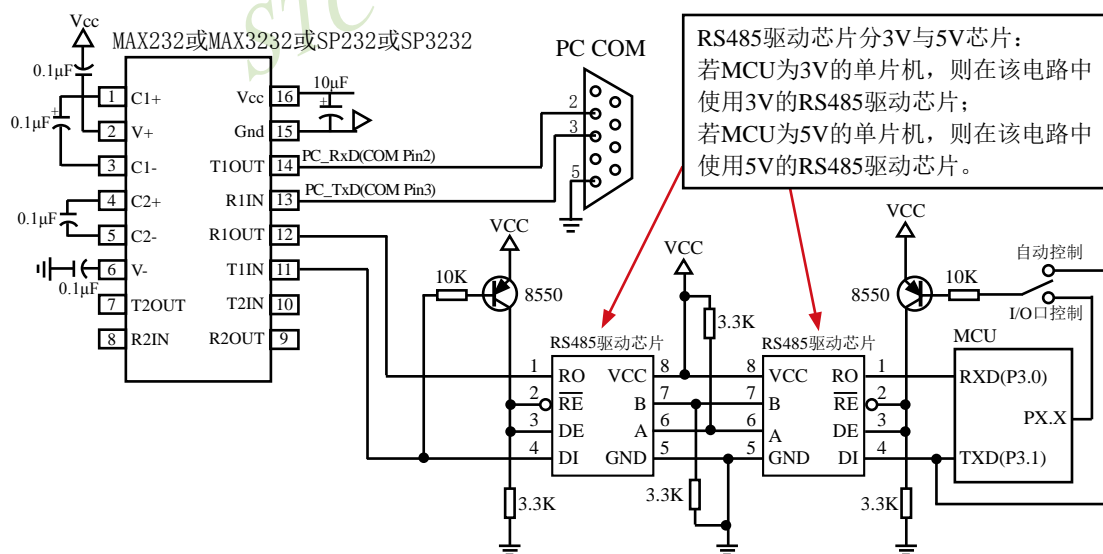 STC
Vcc
MAX232或MAX3232或SP232或SP3232
PC COM
RS485驱动芯片分3V与5V芯片:
若MCU为3V的单片机，则在该电路中
使用3V的RS485驱动芯片;
若MCU为5V的单片机，则在该电路中
使用5V的RS485驱动芯片。
0.1μF
0.1μF
0.1μF
0.1μF
10μF
+
+
1 C1+
2 V+
3 C1-
4 C2+
5 C2-
6 V-
7 T2OUT
8 R2IN
Vcc 16
Gnd 15
T1OUT 14
R1IN 13
R1OUT 12
T1IN 11
T2IN 10
R2OUT 9
PC_RxD(COM Pin2)
PC_TxD(COM Pin3)
2
3
5
VCC
VCC
VCC
10K
8550
3.3K
8550
10K
自动控制
I/O口控制
RS485驱动芯片
RS485驱动芯片
MCU
1 RO VCC 8
2 RE B 7
3 DE A 6
4 DI GND 5
8 VCC RO 1
7 B RE 2
6 A DE 3
5 GND DI 4
RXD(P3.0)
PX.X
TXD(P3.1)
3.3K
3.3K
3.3K